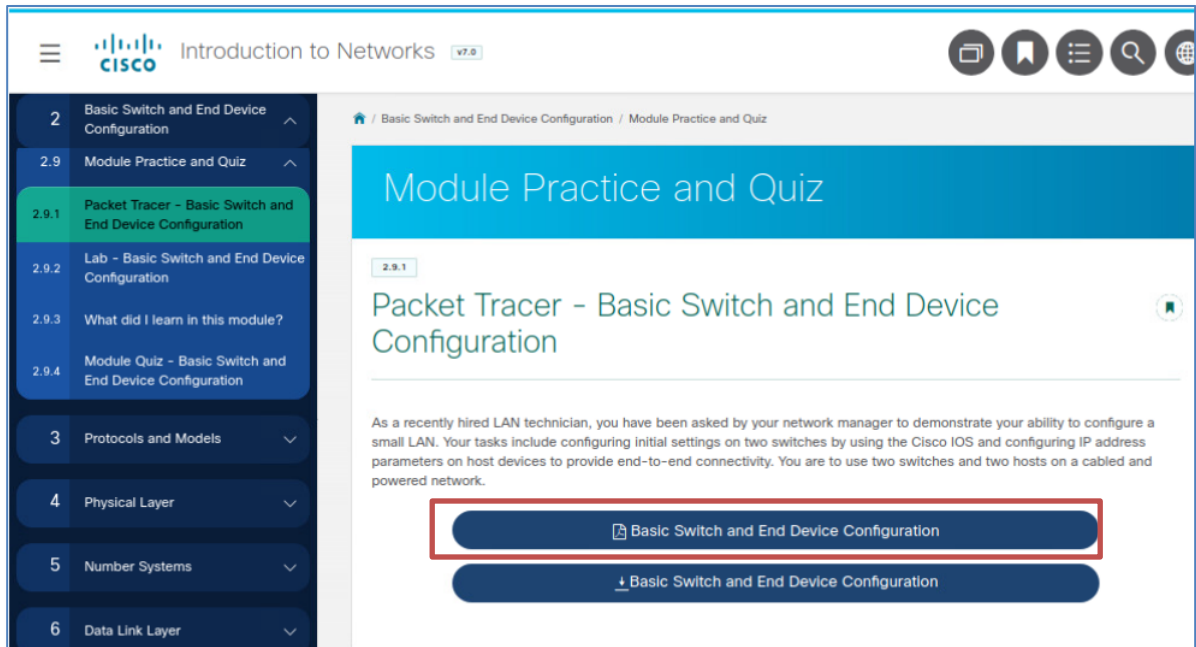 CISCO
Introduction to Networks v7.0
2 Basic Switch and End Device
Configuration
2.9 Module Practice and Quiz
2.9.1 Packet Tracer - Basic Switch and
End Device Configuration
2.9.2 Lab - Basic Switch and End Device
Configuration
2.9.3 What did I learn in this module?
2.9.4 Module Quiz - Basic Switch and
End Device Configuration
3 Protocols and Models
4 Physical Layer
5 Number Systems
6 Data Link Layer
/ Basic Switch and End Device Configuration / Module Practice and Quiz
Module Practice and Quiz
2.9.1
Packet Tracer - Basic Switch and End Device
Configuration
As a recently hired LAN technician, you have been asked by your network manager to demonstrate your ability to configure a
small LAN. Your tasks include configuring initial settings on two switches by using the Cisco IOS and configuring IP address
parameters on host devices to provide end-to-end connectivity. You are to use two switches and two hosts on a cabled and
powered network.
Basic Switch and End Device Configuration
Basic Switch and End Device Configuration